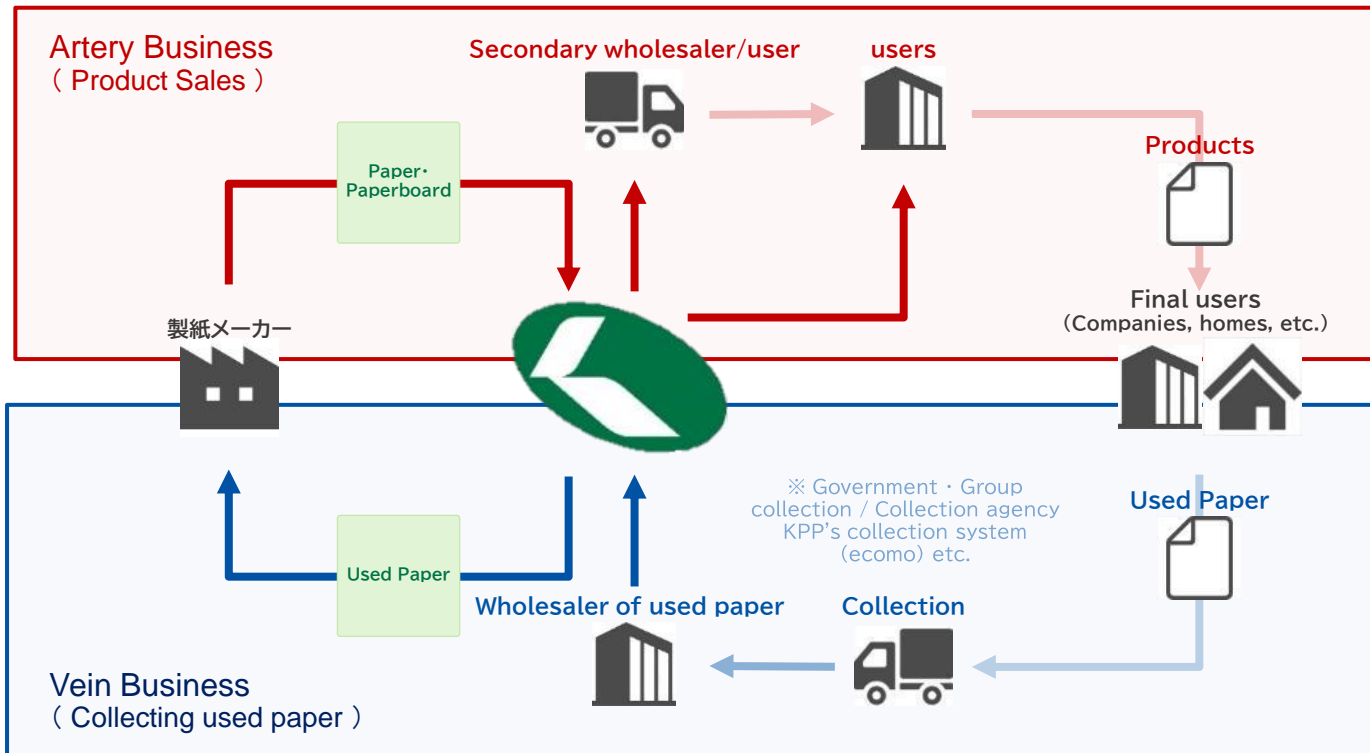 Artery Business
（ Product Sales ）
Secondary wholesaler/user
users
Paper・
Paperboard
Products
製紙メーカー
Final users
(Companies, homes, etc.)
※ Government・Group
collection / Collection agency
KPP's collection system
(ecomo) etc.
Used Paper
Used Paper
Wholesaler of used paper
Collection
Vein Business
（ Collecting used paper ）